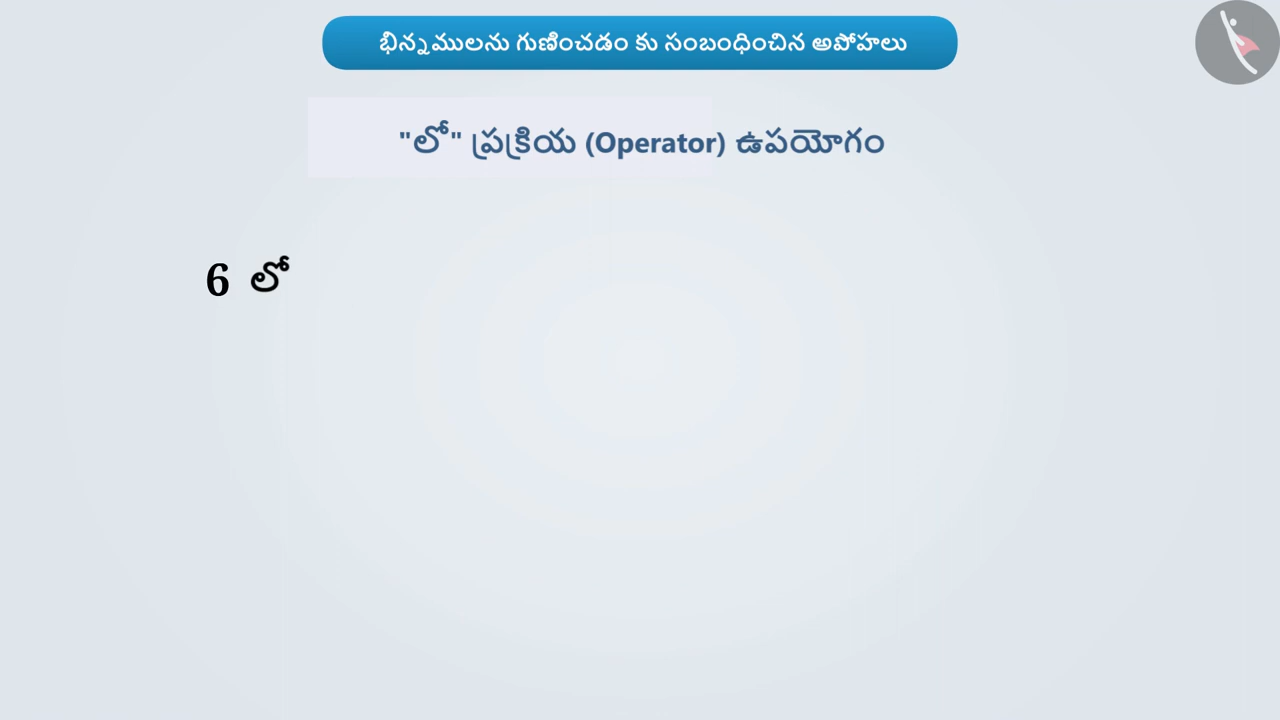 భిన్నములను గుణించడం కు సంబంధించిన అపోహలు
"లో" ప్రక్రియ (Operator) ఉపయోగం
6 లో